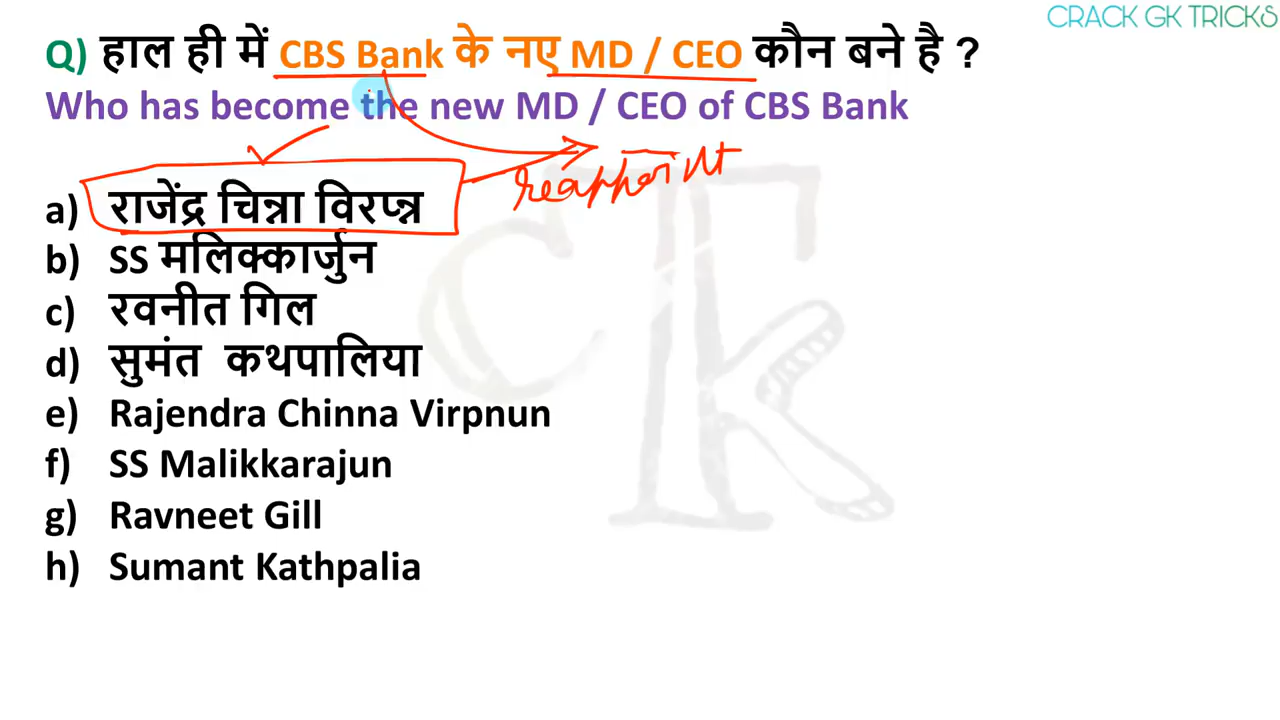 CRACK GK TRICKS
Q) हाल ही में CBS Bank के नए MD / CEO कौन बने है ?
Who has become the new MD / CEO of CBS Bank
reappoint
a) राजेंद्र चिन्ना विरप्न्न
b) SS मलिक्कार्जुन
c) रवनीत गिल
d) सुमंत कथपालिया
e) Rajendra Chinna Virpnun
f) SS Malikkarajun
g) Ravneet Gill
h) Sumant Kathpalia
CTk